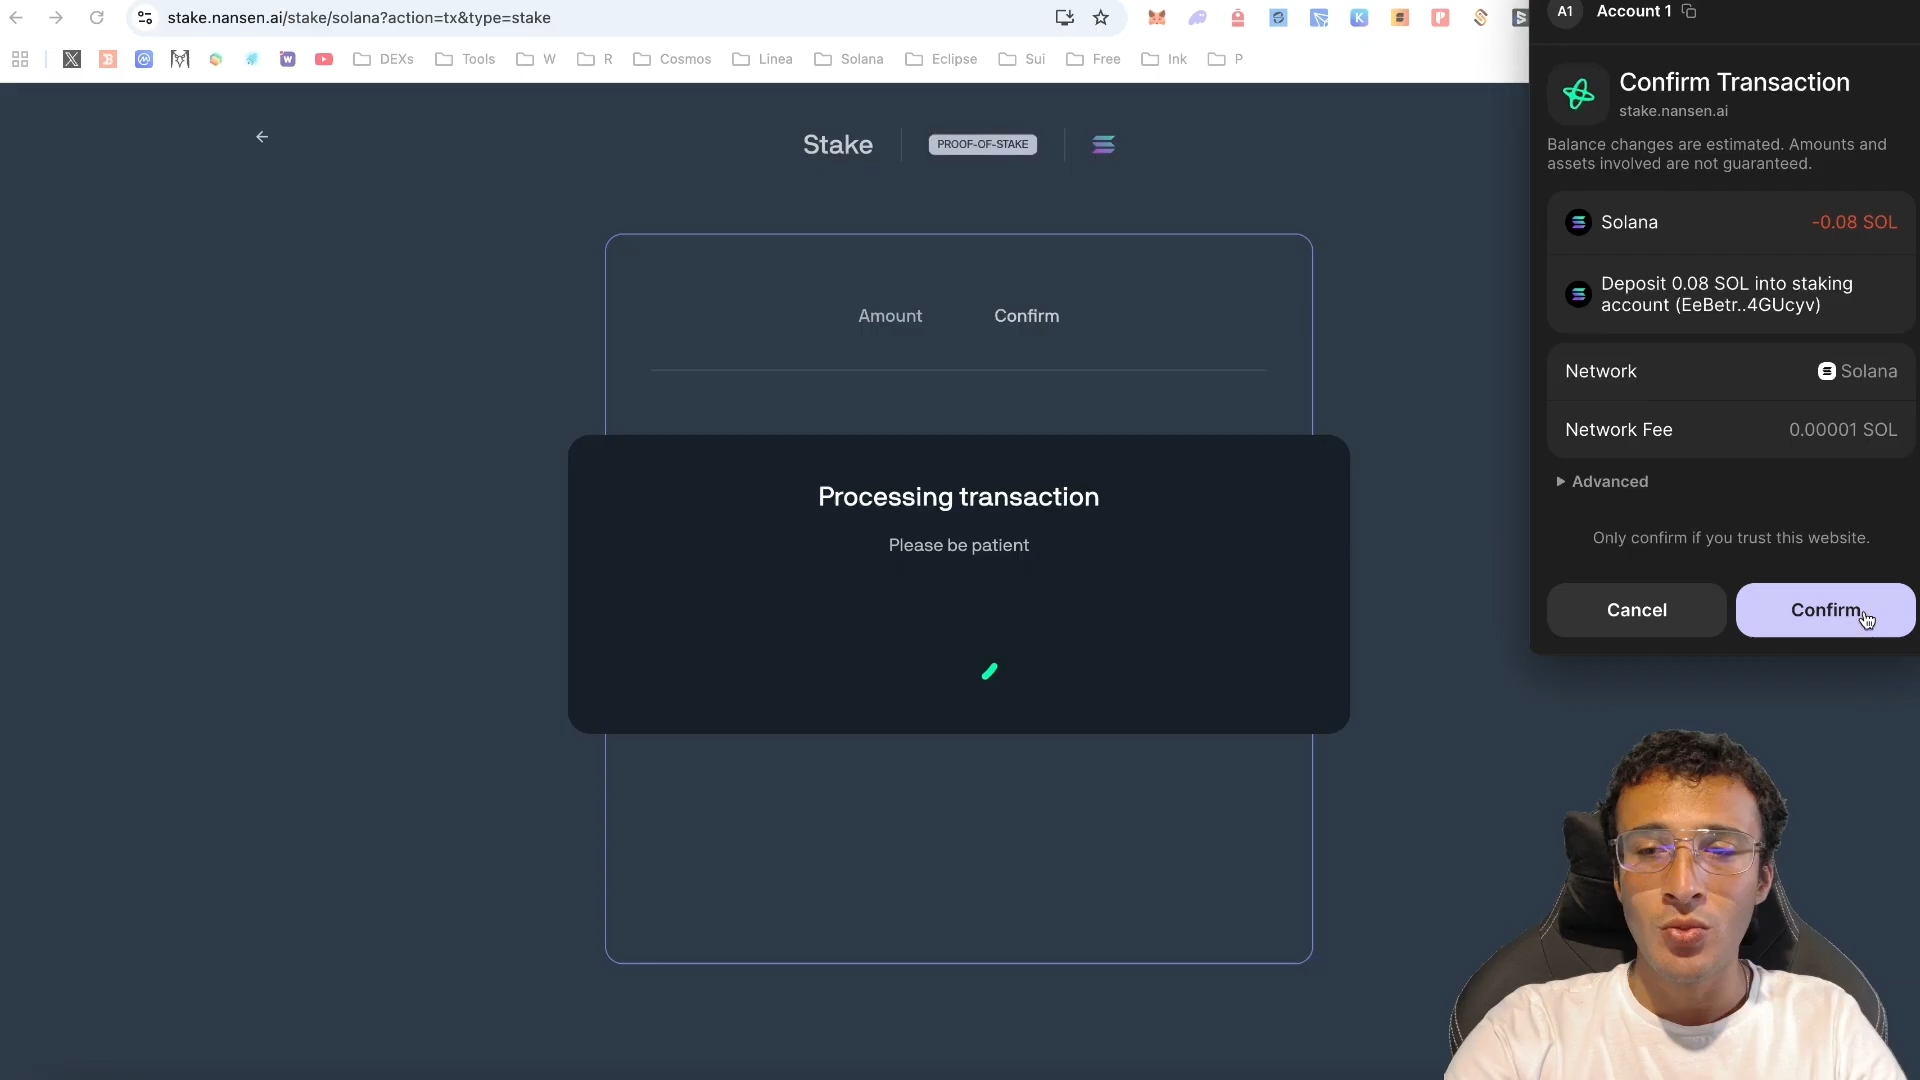 stake.nansen.ai/stake/solana?action=tx&type=stake
DEXs
Tools
W
R
Cosmos
Linea
Solana
Eclipse
Sui
Free
Ink
P
Stake
PROOF-OF-STAKE
Amount
Confirm
Processing transaction
Please be patient
A1
Account 1
Confirm Transaction
stake.nansen.ai
Balance changes are estimated. Amounts and
assets involved are not guaranteed.
Solana
-0.08 SOL
Deposit 0.08 SOL into staking
account (EeBetr..4GUcyv)
Network
Solana
Network Fee
0.00001 SOL
Advanced
Only confirm if you trust this website.
Cancel
Confirm